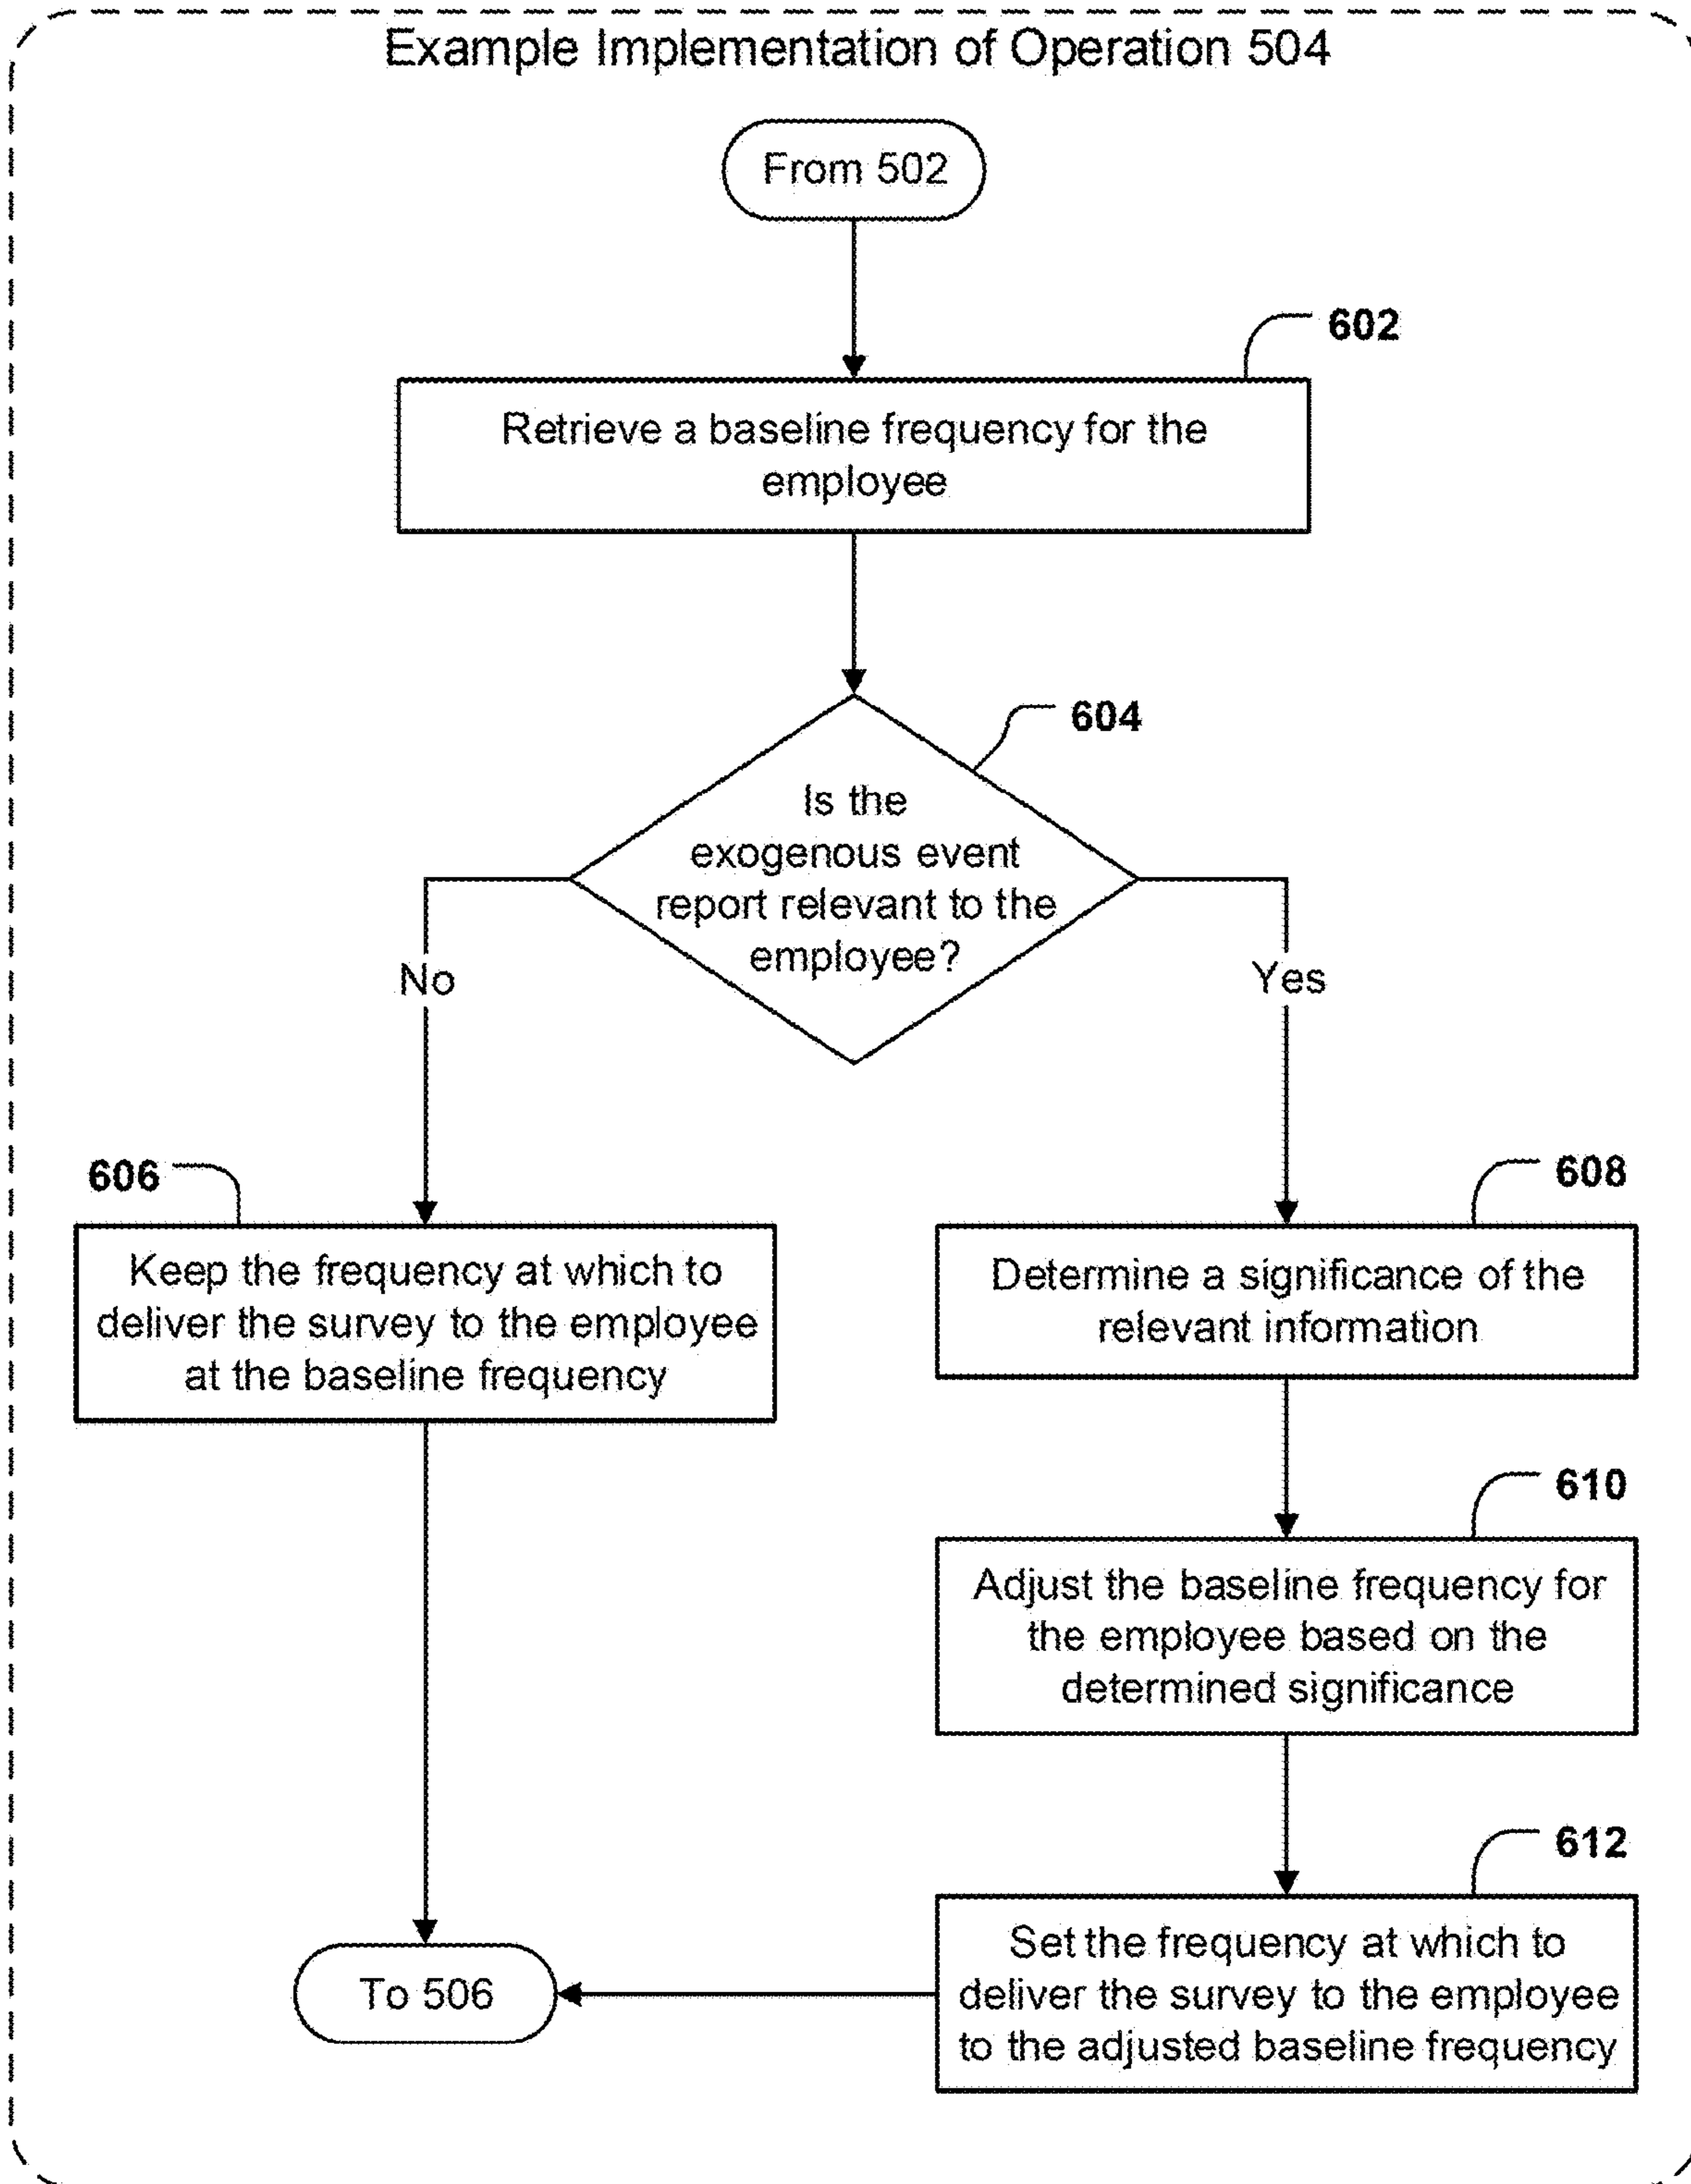 Example Implementation of Operation 504
From 502
602
Retrieve a baseline frequency for the
employee
604
Is the
exogenous event
report relevant to the
employee?
No
Yes
606
Keep the frequency at which to
deliver the survey to the employee
at the baseline frequency
608
Determine a significance of the
relevant information
610
Adjust the baseline frequency for
the employee based on the
determined significance
612
Set the frequency at which to
deliver the survey to the employee
to the adjusted baseline frequency
To 506